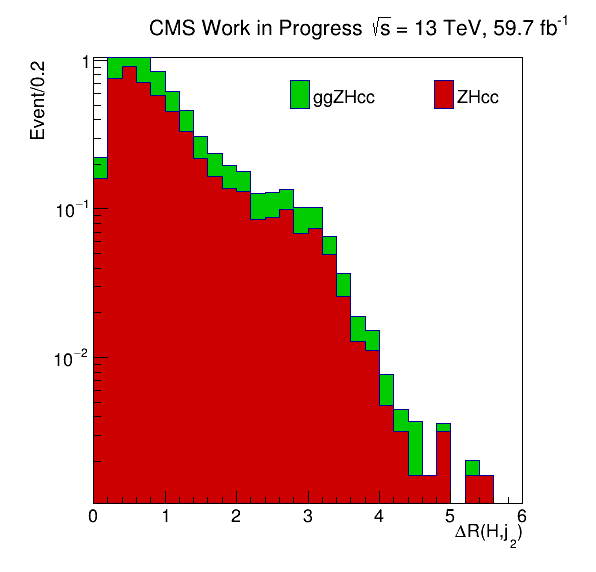 CMS Work in Progress √s = 13 TeV, 59.7 fb⁻¹
Event/0.2
ggZHcc ZHcc
1
10⁻¹
10⁻²
0 1 2 3 4 5 6
ΔR(H,j₂)